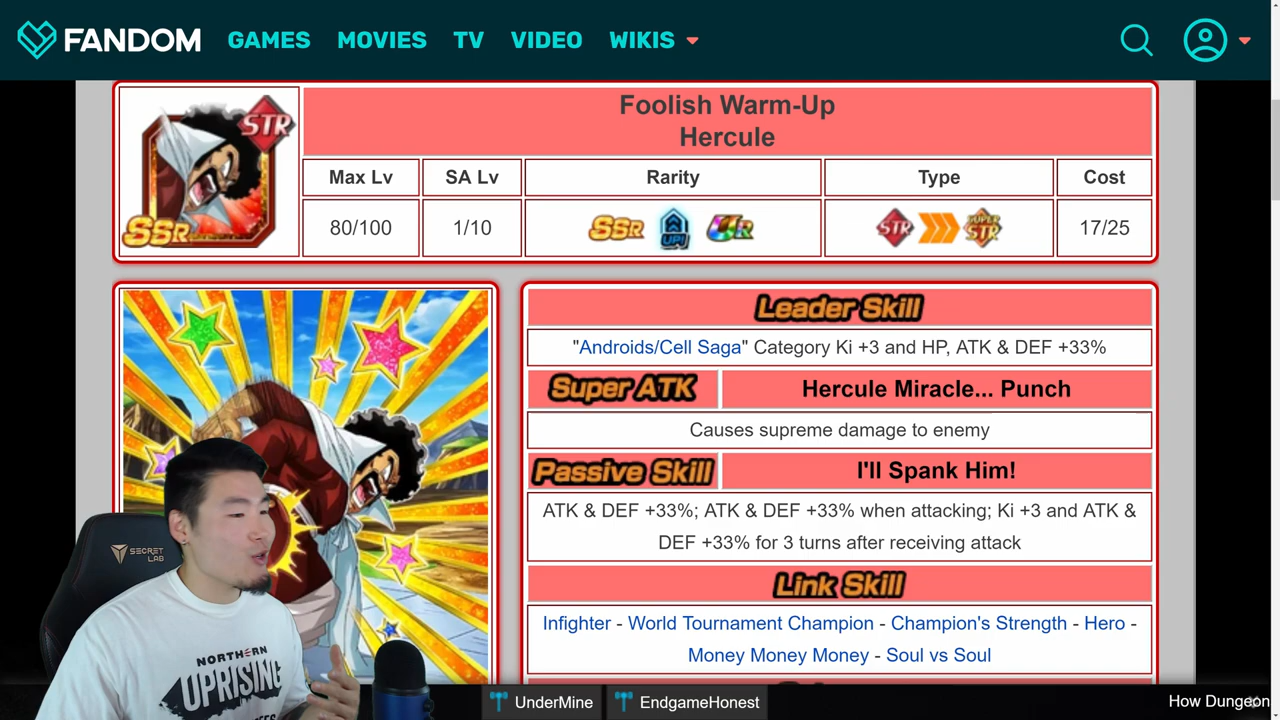 FANDOM GAMES MOVIES TV VIDEO WIKIS
STR
SSR
Foolish Warm-Up
Hercule
Max Lv SA Lv Rarity Type Cost
80/100 1/10 SSR UP! UR STR SUPER STR 17/25
Leader Skill
"Androids/Cell Saga" Category Ki +3 and HP, ATK & DEF +33%
Super ATK Hercule Miracle... Punch
Causes supreme damage to enemy
Passive Skill I'll Spank Him!
ATK & DEF +33%; ATK & DEF +33% when attacking; Ki +3 and ATK &
DEF +33% for 3 turns after receiving attack
Link Skill
Infighter - World Tournament Champion - Champion's Strength - Hero -
Money Money Money - Soul vs Soul
SECRET
LAB
NORTHERN
UPRISING
UnderMine EndgameHonest How Dungeon